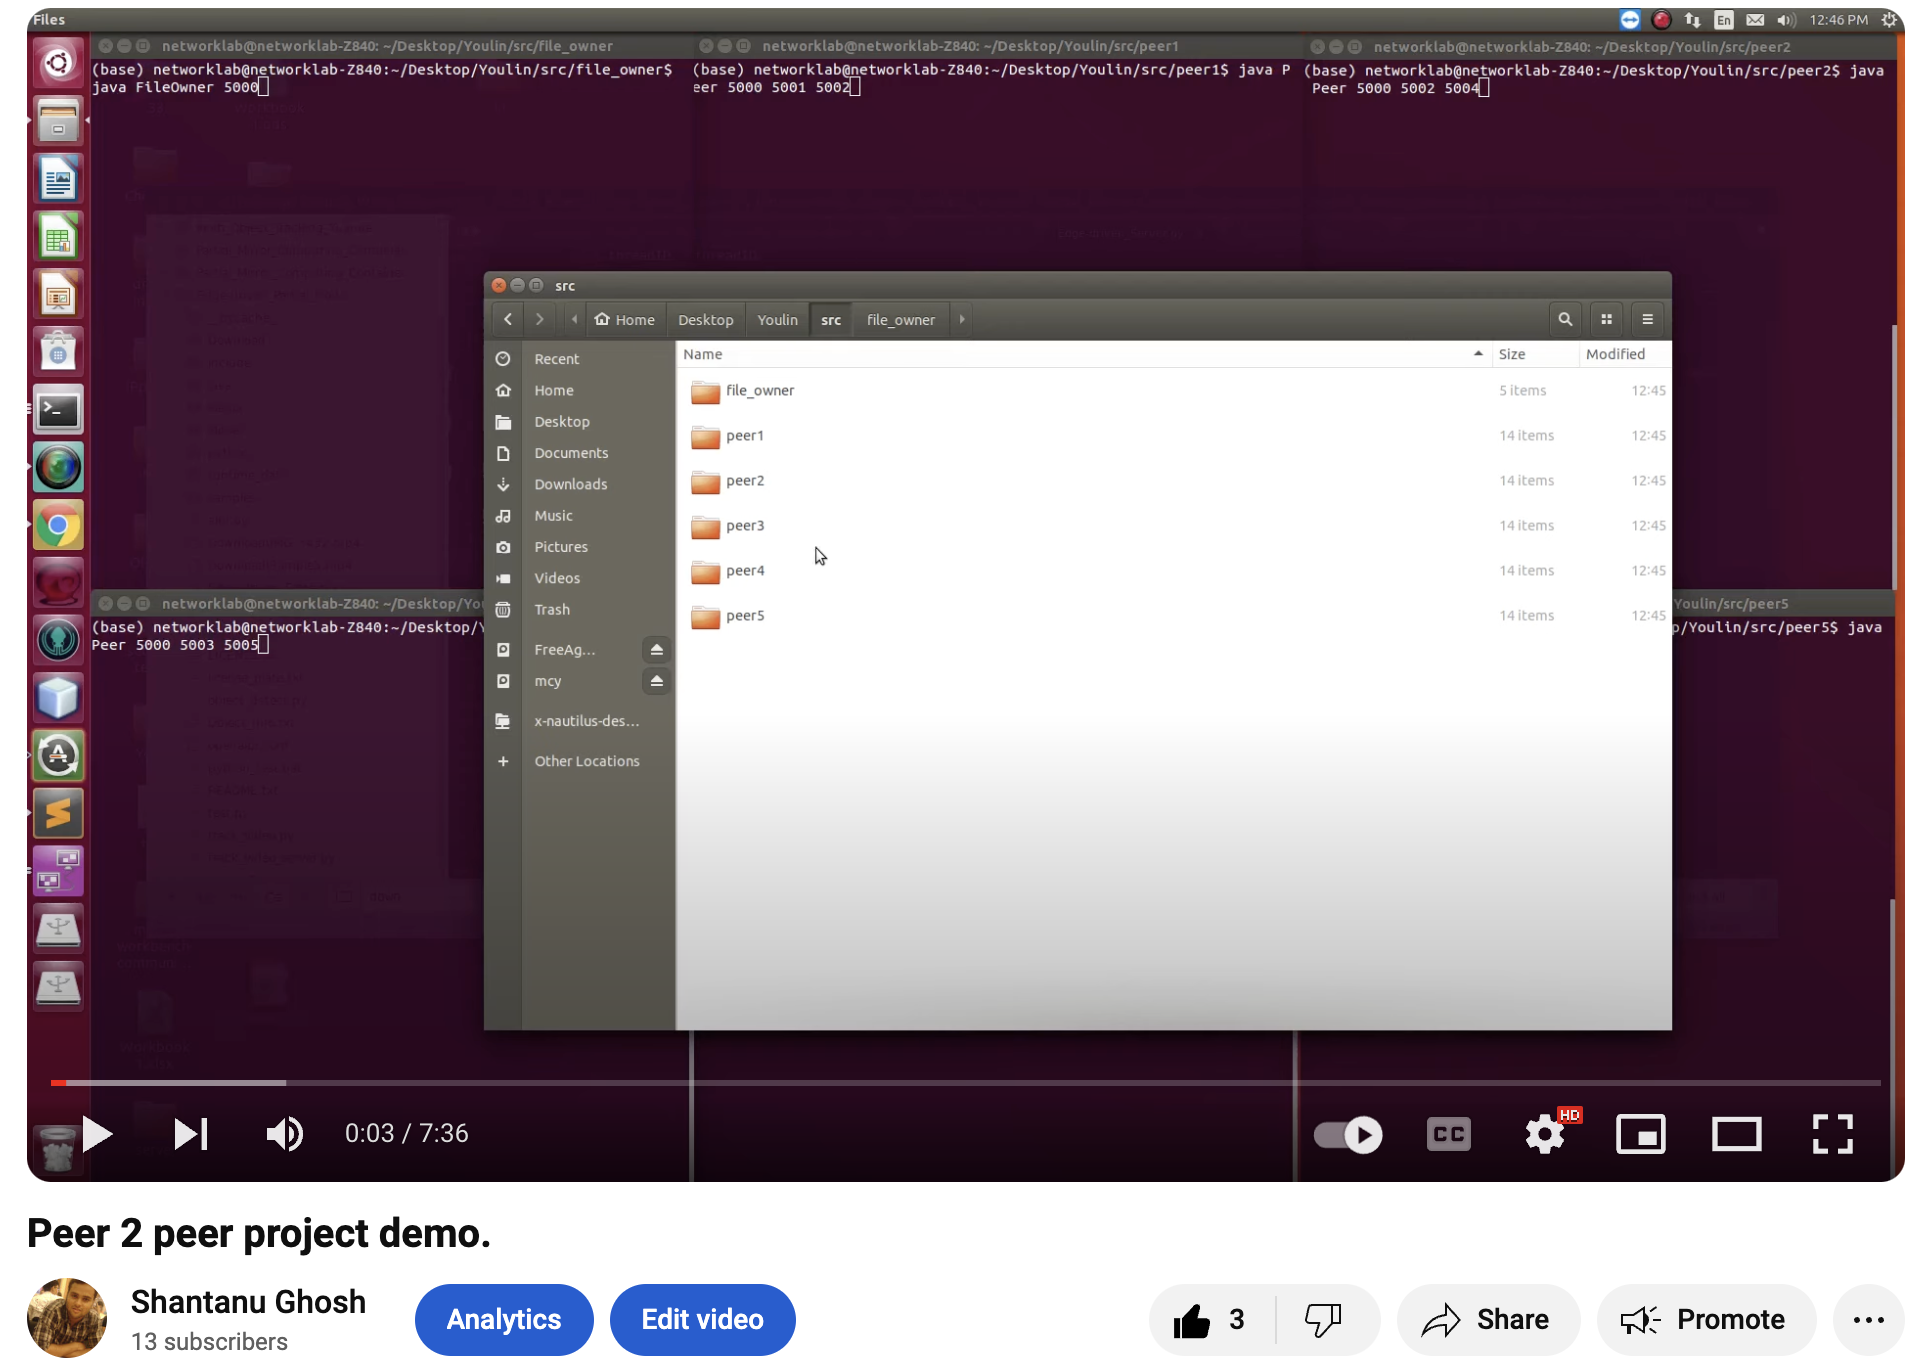 Files
En
12:46 PM
networklab@networklab-Z840: ~/Desktop/Youlin/src/file_owner
(base) networklab@networklab-Z840:~/Desktop/Youlin/src/file_owner$
java FileOwner 5000
networklab@networklab-Z840: ~/Desktop/Youlin/src/peer1
(base) networklab@networklab-Z840:~/Desktop/Youlin/src/peer1$ java P
eer 5000 5001 5002
networklab@networklab-Z840: ~/Desktop/Youlin/src/peer2
(base) networklab@networklab-Z840:~/Desktop/Youlin/src/peer2$ java
Peer 5000 5002 5004
src
Home Desktop Youlin src file_owner
Recent
Home
Desktop
Documents
Downloads
Music
Pictures
Videos
Trash
FreeAg...
mcy
x-nautilus-des...
Other Locations
Name Size Modified
file_owner 5 items 12:45
peer1 14 items 12:45
peer2 14 items 12:45
peer3 14 items 12:45
peer4 14 items 12:45
peer5 14 items 12:45
networklab@networklab-Z840: ~/Desktop/You
(base) networklab@networklab-Z840:~/Desktop/Y
Peer 5000 5003 5005
Youlin/src/peer5
p/Youlin/src/peer5$ java
0:03 / 7:36
CC
HD
Peer 2 peer project demo.
Shantanu Ghosh
13 subscribers
Analytics
Edit video
3
Share
Promote